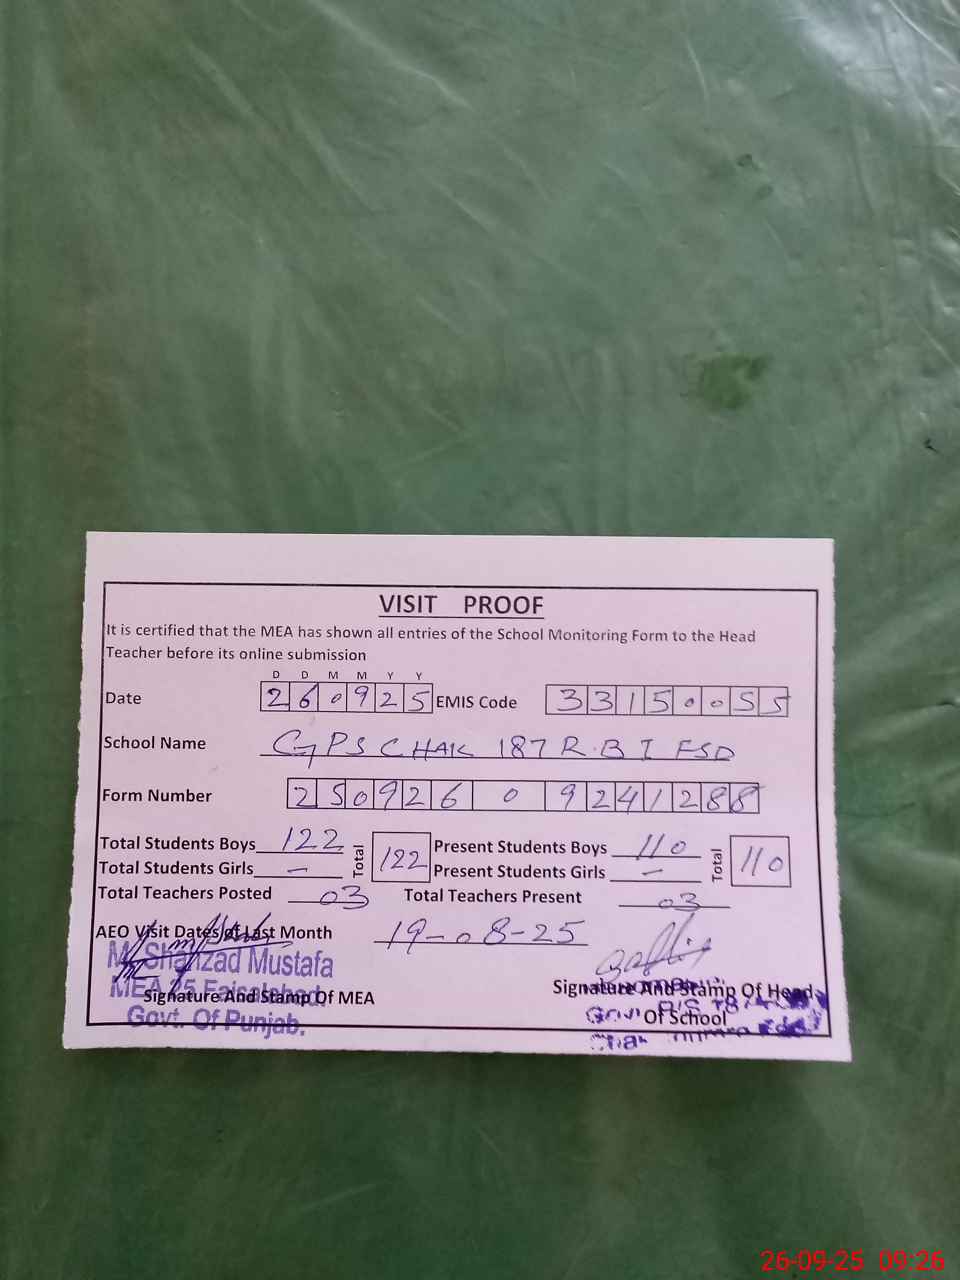 VISIT PROOF
It is certified that the MEA has shown all entries of the School Monitoring Form to the Head
Teacher before its online submission
D D M M Y Y
Date 260925 EMIS Code 33150055
School Name GPS CHAK 187 R.B I FSD
Form Number 250926 0 9241288
Total Students Boys 122 Total 122 Present Students Boys 110 Total 110
Total Students Girls - Present Students Girls -
Total Teachers Posted 03 Total Teachers Present 03
AEO Visit Dates of Last Month 19-08-25
M. Shahzad Mustafa
MEA 25 Faisalabad.
Govt. Of Punjab.
Signature And Stamp Of MEA
Signature And Stamp Of Head
Of School
26-09-25 09:26